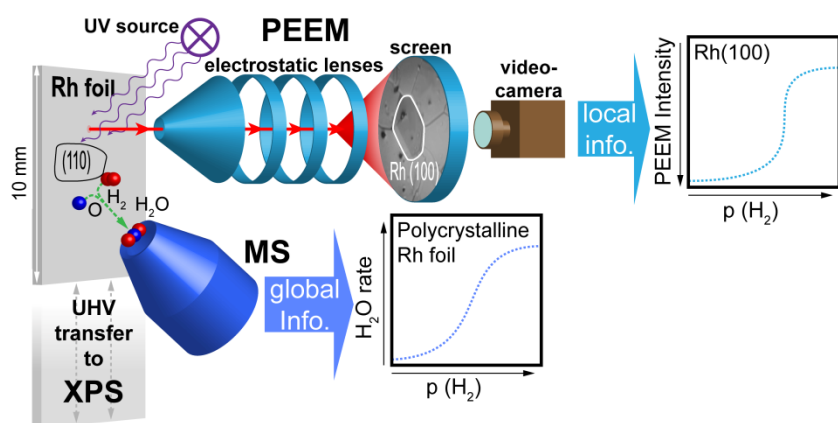 UV source
PEEM
electrostatic lenses
screen
video-
camera
Rh foil
10 mm
(110)
H2
O
H2O
Rh (100)
local
info.
Rh(100)
PEEM Intensity
p (H2)
MS
global
Info.
Polycrystalline
Rh foil
H2O rate
p (H2)
UHV
transfer
to
XPS